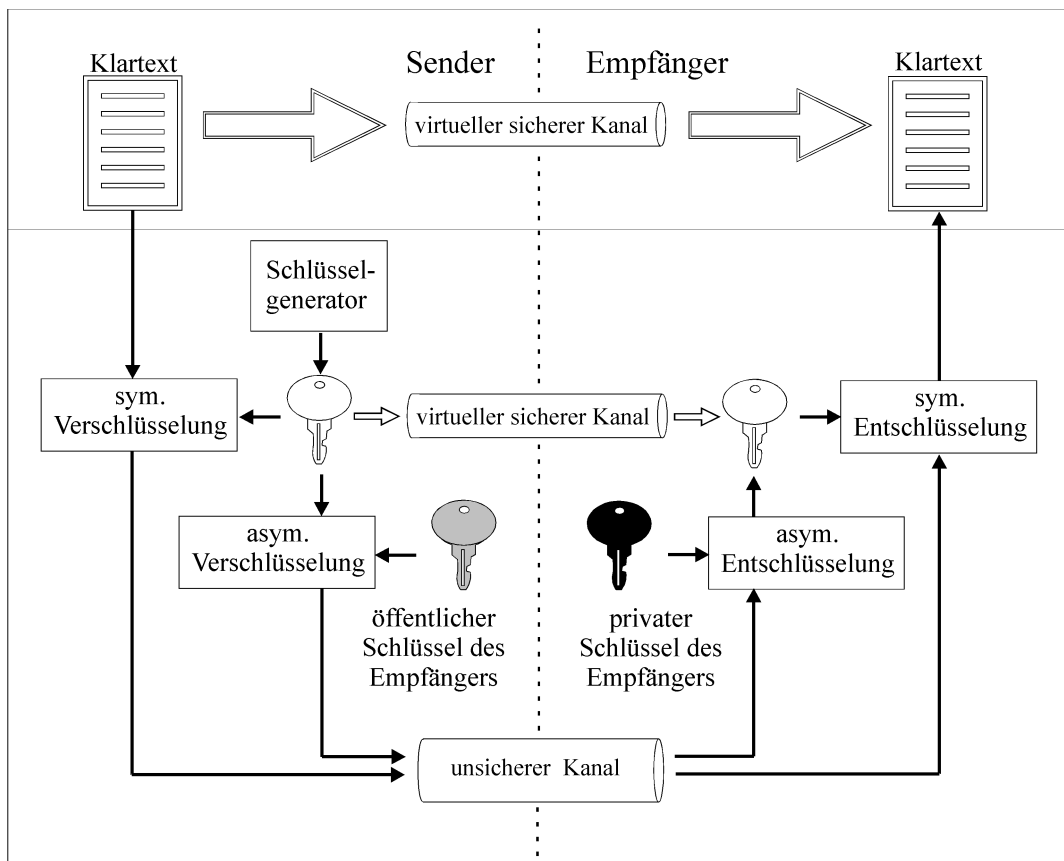 Sender
Empfänger
Klartext
Klartext
virtueller sicherer Kanal
Schlüssel-
generator
sym.
Verschlüsselung
virtueller sicherer Kanal
sym.
Entschlüsselung
asym.
Verschlüsselung
asym.
Entschlüsselung
öffentlicher
Schlüssel des
Empfängers
privater
Schlüssel des
Empfängers
unsicherer Kanal